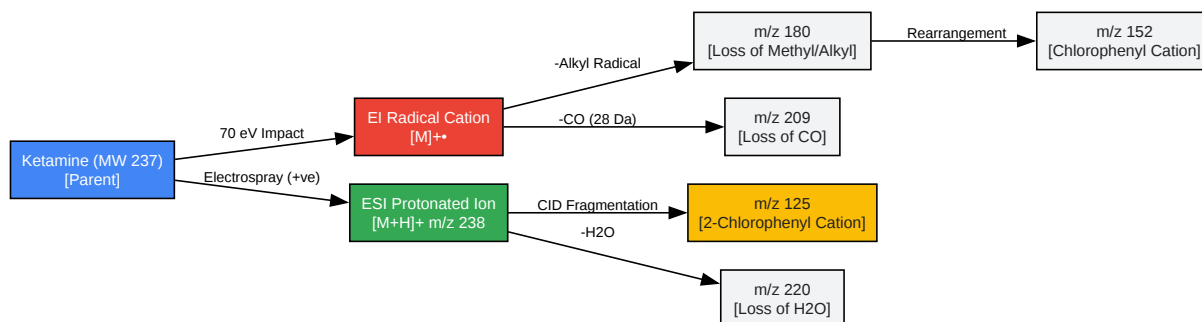 Ketamine (MW 237)
[Parent]
70 eV Impact
Electrospray (+ve)
EI Radical Cation
[M]+•
ESI Protonated Ion
[M+H]+ m/z 238
-Alkyl Radical
-CO (28 Da)
CID Fragmentation
-H2O
m/z 180
[Loss of Methyl/Alkyl]
Rearrangement
m/z 152
[Chlorophenyl Cation]
m/z 209
[Loss of CO]
m/z 125
[2-Chlorophenyl Cation]
m/z 220
[Loss of H2O]